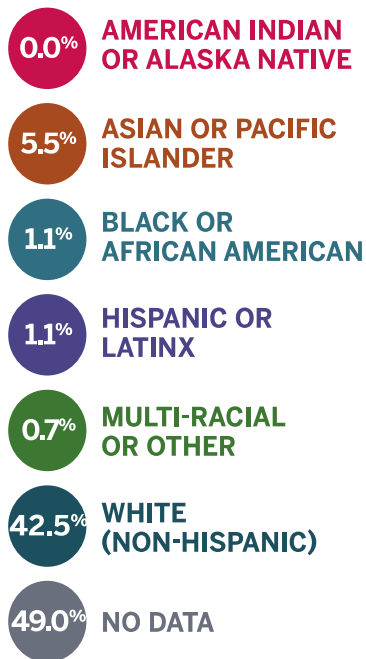 0.0%
AMERICAN INDIAN
OR ALASKA NATIVE
5.5%
ASIAN OR PACIFIC
ISLANDER
1.1%
BLACK OR
AFRICAN AMERICAN
1.1%
HISPANIC OR
LATINX
0.7%
MULTI-RACIAL
OR OTHER
42.5%
WHITE
(NON-HISPANIC)
49.0%
NO DATA